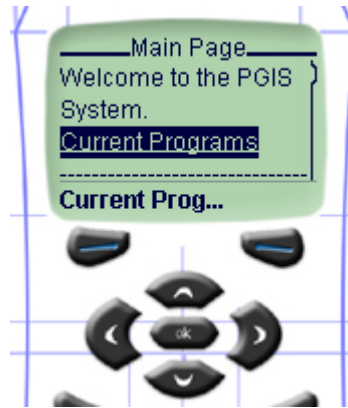 Main Page
Welcome to the PGIS
System.
Current Programs
Current Prog...
ok